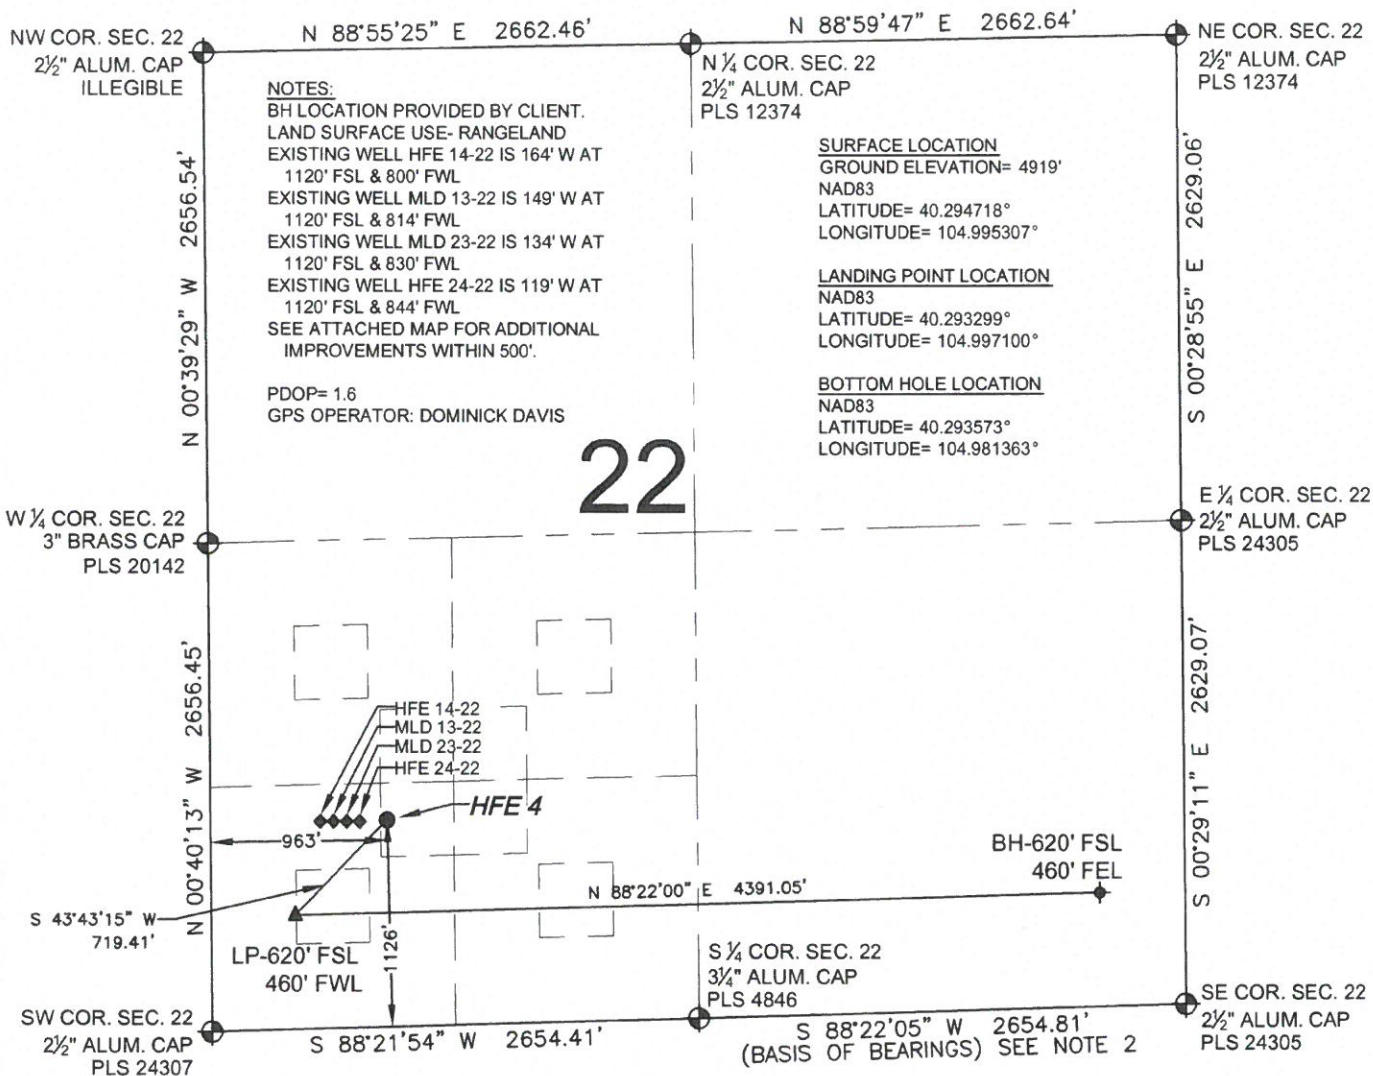 N 88°55'25" E 2662.46'
N 88°59'47" E 2662.64'
NW COR. SEC. 22
2½" ALUM. CAP
ILLEGIBLE
N ¼ COR. SEC. 22
2½" ALUM. CAP
PLS 12374
NE COR. SEC. 22
2½" ALUM. CAP
PLS 12374
NOTES:
BH LOCATION PROVIDED BY CLIENT.
LAND SURFACE USE- RANGELAND
EXISTING WELL HFE 14-22 IS 164' W AT
1120' FSL & 800' FWL
EXISTING WELL MLD 13-22 IS 149' W AT
1120' FSL & 814' FWL
EXISTING WELL MLD 23-22 IS 134' W AT
1120' FSL & 830' FWL
EXISTING WELL HFE 24-22 IS 119' W AT
1120' FSL & 844' FWL
SEE ATTACHED MAP FOR ADDITIONAL
IMPROVEMENTS WITHIN 500'.
PDOP= 1.6
GPS OPERATOR: DOMINICK DAVIS
SURFACE LOCATION
GROUND ELEVATION= 4919'
NAD83
LATITUDE= 40.294718°
LONGITUDE= 104.995307°
LANDING POINT LOCATION
NAD83
LATITUDE= 40.293299°
LONGITUDE= 104.997100°
BOTTOM HOLE LOCATION
NAD83
LATITUDE= 40.293573°
LONGITUDE= 104.981363°
N 00°39'29" W 2656.54'
S 00°28'55" E 2629.06'
22
W ¼ COR. SEC. 22
3" BRASS CAP
PLS 20142
E ¼ COR. SEC. 22
2½" ALUM. CAP
PLS 24305
N 00°40'13" W 2656.45'
S 00°29'11" E 2629.07'
HFE 14-22
MLD 13-22
MLD 23-22
HFE 24-22
HFE 4
963'
1126'
BH-620' FSL
460' FEL
N 88°22'00" E 4391.05'
S 43°43'15" W
719.41'
LP-620' FSL
460' FWL
S ¼ COR. SEC. 22
3¼" ALUM. CAP
PLS 4846
SW COR. SEC. 22
2½" ALUM. CAP
PLS 24307
S 88°21'54" W 2654.41'
S 88°22'05" W 2654.81'
(BASIS OF BEARINGS) SEE NOTE 2
SE COR. SEC. 22
2½" ALUM. CAP
PLS 24305